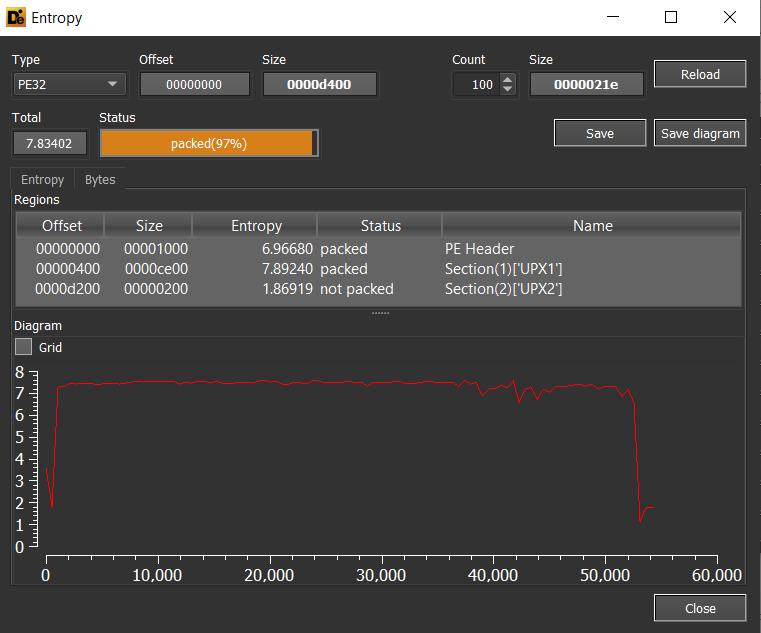 De Entropy
Type Offset Size Count Size
PE32 00000000 0000d400 100 0000021e Reload
Total Status
7.83402 packed(97%) Save Save diagram
Entropy Bytes
Regions
Offset Size Entropy Status Name
00000000 00001000 6.96680 packed PE Header
00000400 0000ce00 7.89240 packed Section(1)['UPX1']
0000d200 00000200 1.86919 not packed Section(2)['UPX2']
Diagram
Grid
8
7
6
5
4
3
2
1
0
0 10,000 20,000 30,000 40,000 50,000 60,000
Close